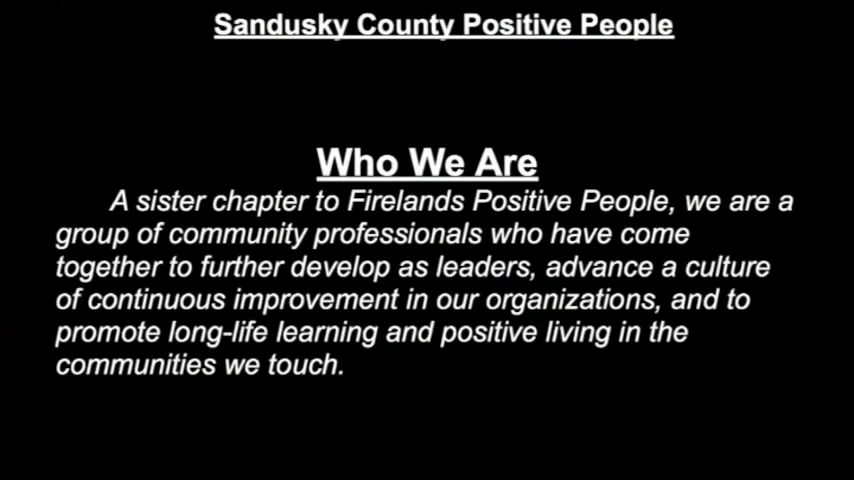 Sandusky County Positive People
Who We Are
A sister chapter to Firelands Positive People, we are a
group of community professionals who have come
together to further develop as leaders, advance a culture
of continuous improvement in our organizations, and to
promote long-life learning and positive living in the
communities we touch.